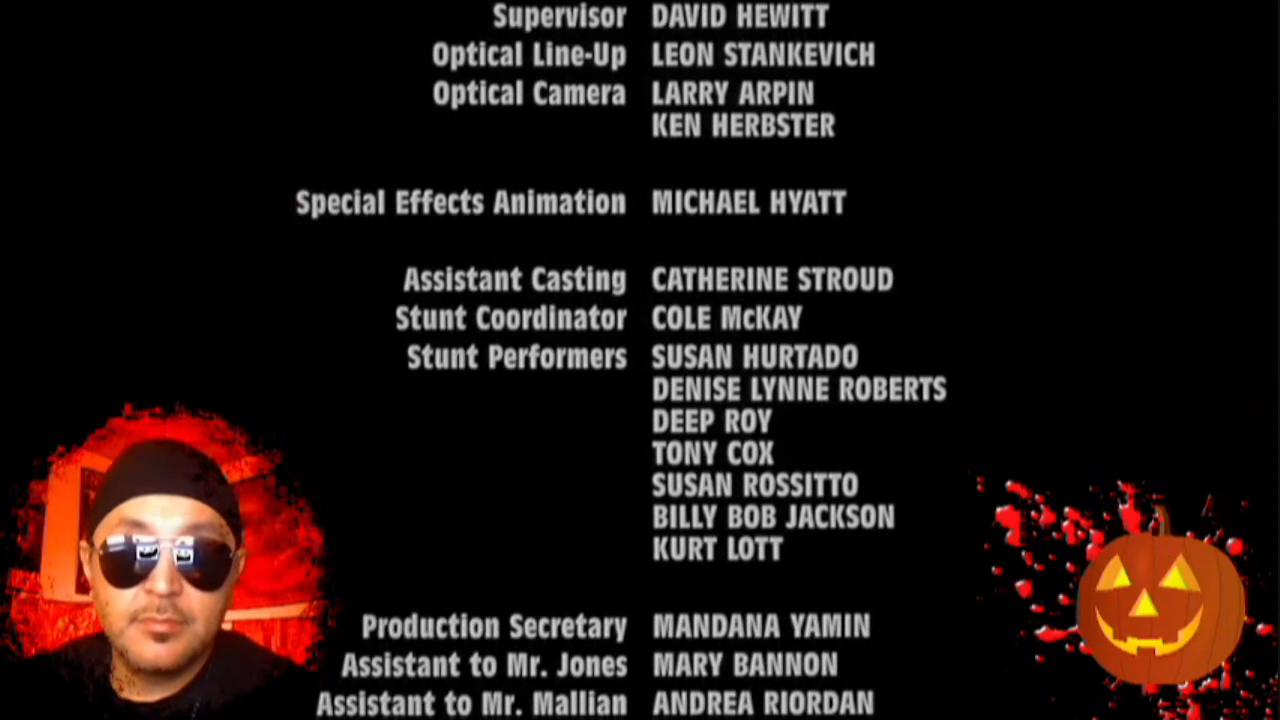 Supervisor DAVID HEWITT
Optical Line-Up LEON STANKEVICH
Optical Camera LARRY ARPIN
KEN HERBSTER
Special Effects Animation MICHAEL HYATT
Assistant Casting CATHERINE STROUD
Stunt Coordinator COLE McKAY
Stunt Performers SUSAN HURTADO
DENISE LYNNE ROBERTS
DEEP ROY
TONY COX
SUSAN ROSSITTO
BILLY BOB JACKSON
KURT LOTT
Production Secretary MANDANA YAMIN
Assistant to Mr. Jones MARY BANNON
Assistant to Mr. Mallian ANDREA RIORDAN